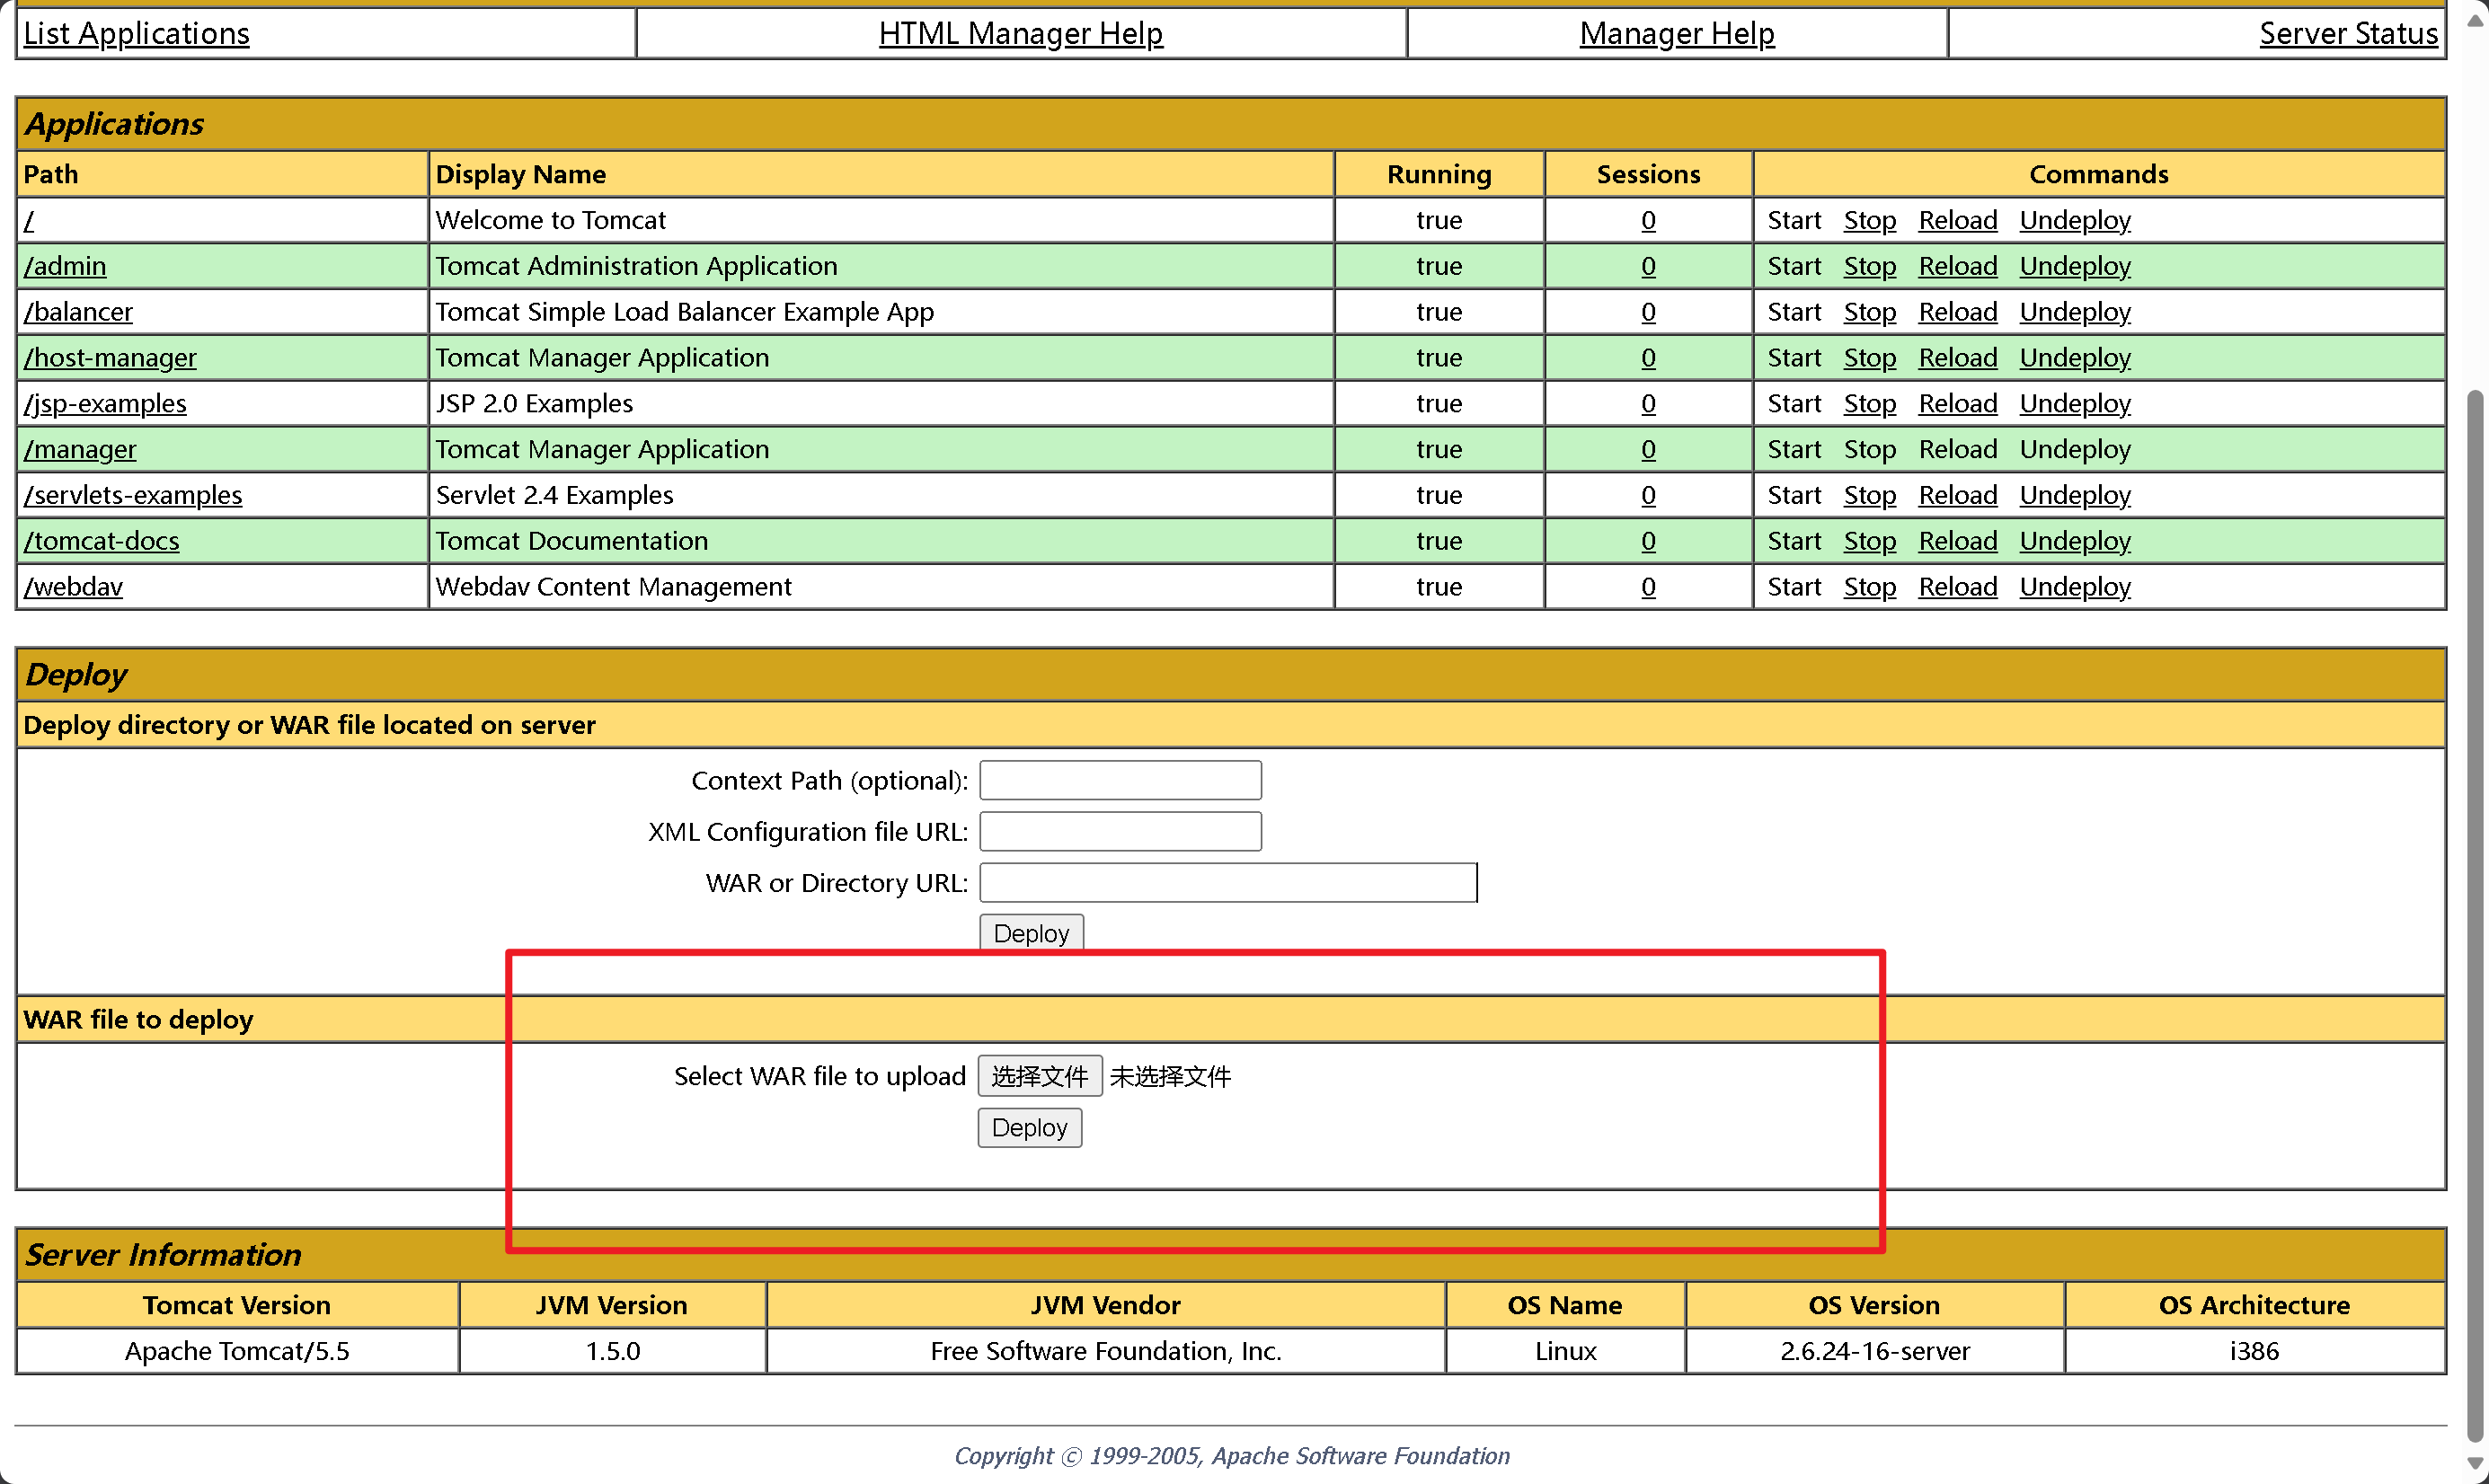 List Applications HTML Manager Help Manager Help Server Status
Applications
Path Display Name Running Sessions Commands
/ Welcome to Tomcat true 0 Start Stop Reload Undeploy
/admin Tomcat Administration Application true 0 Start Stop Reload Undeploy
/balancer Tomcat Simple Load Balancer Example App true 0 Start Stop Reload Undeploy
/host-manager Tomcat Manager Application true 0 Start Stop Reload Undeploy
/jsp-examples JSP 2.0 Examples true 0 Start Stop Reload Undeploy
/manager Tomcat Manager Application true 0 Start Stop Reload Undeploy
/servlets-examples Servlet 2.4 Examples true 0 Start Stop Reload Undeploy
/tomcat-docs Tomcat Documentation true 0 Start Stop Reload Undeploy
/webdav Webdav Content Management true 0 Start Stop Reload Undeploy
Deploy
Deploy directory or WAR file located on server
Context Path (optional):
XML Configuration file URL:
WAR or Directory URL:
Deploy
WAR file to deploy
Select WAR file to upload 选择文件 未选择文件
Deploy
Server Information
Tomcat Version JVM Version JVM Vendor OS Name OS Version OS Architecture
Apache Tomcat/5.5 1.5.0 Free Software Foundation, Inc. Linux 2.6.24-16-server i386
Copyright © 1999-2005, Apache Software Foundation